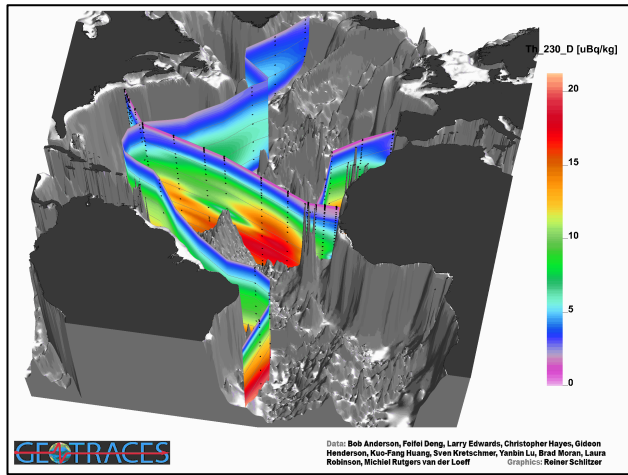 Th_230_D [uBq/kg]
20
15
10
5
0
GEOTRACES
Data: Bob Anderson, Feifei Deng, Larry Edwards, Christopher Hayes, Gideon
Henderson, Kuo-Fang Huang, Sven Kretschmer, Yanbin Lu, Brad Moran, Laura
Robinson, Michiel Rutgers van der Loeff Graphics: Reiner Schlitzer